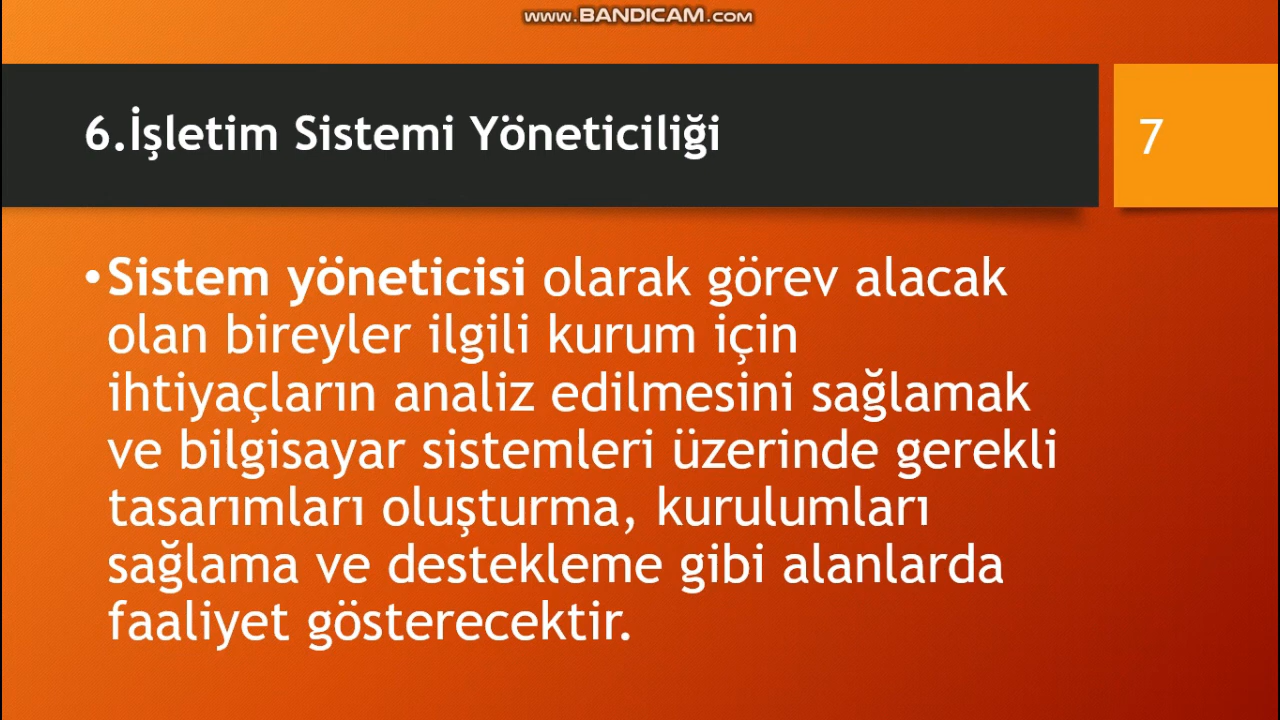 www.BANDICAM.com
6.İşletim Sistemi Yöneticiliği
7
•Sistem yöneticisi olarak görev alacak
olan bireyler ilgili kurum için
ihtiyaçların analiz edilmesini sağlamak
ve bilgisayar sistemleri üzerinde gerekli
tasarımları oluşturma, kurulumları
sağlama ve destekleme gibi alanlarda
faaliyet gösterecektir.